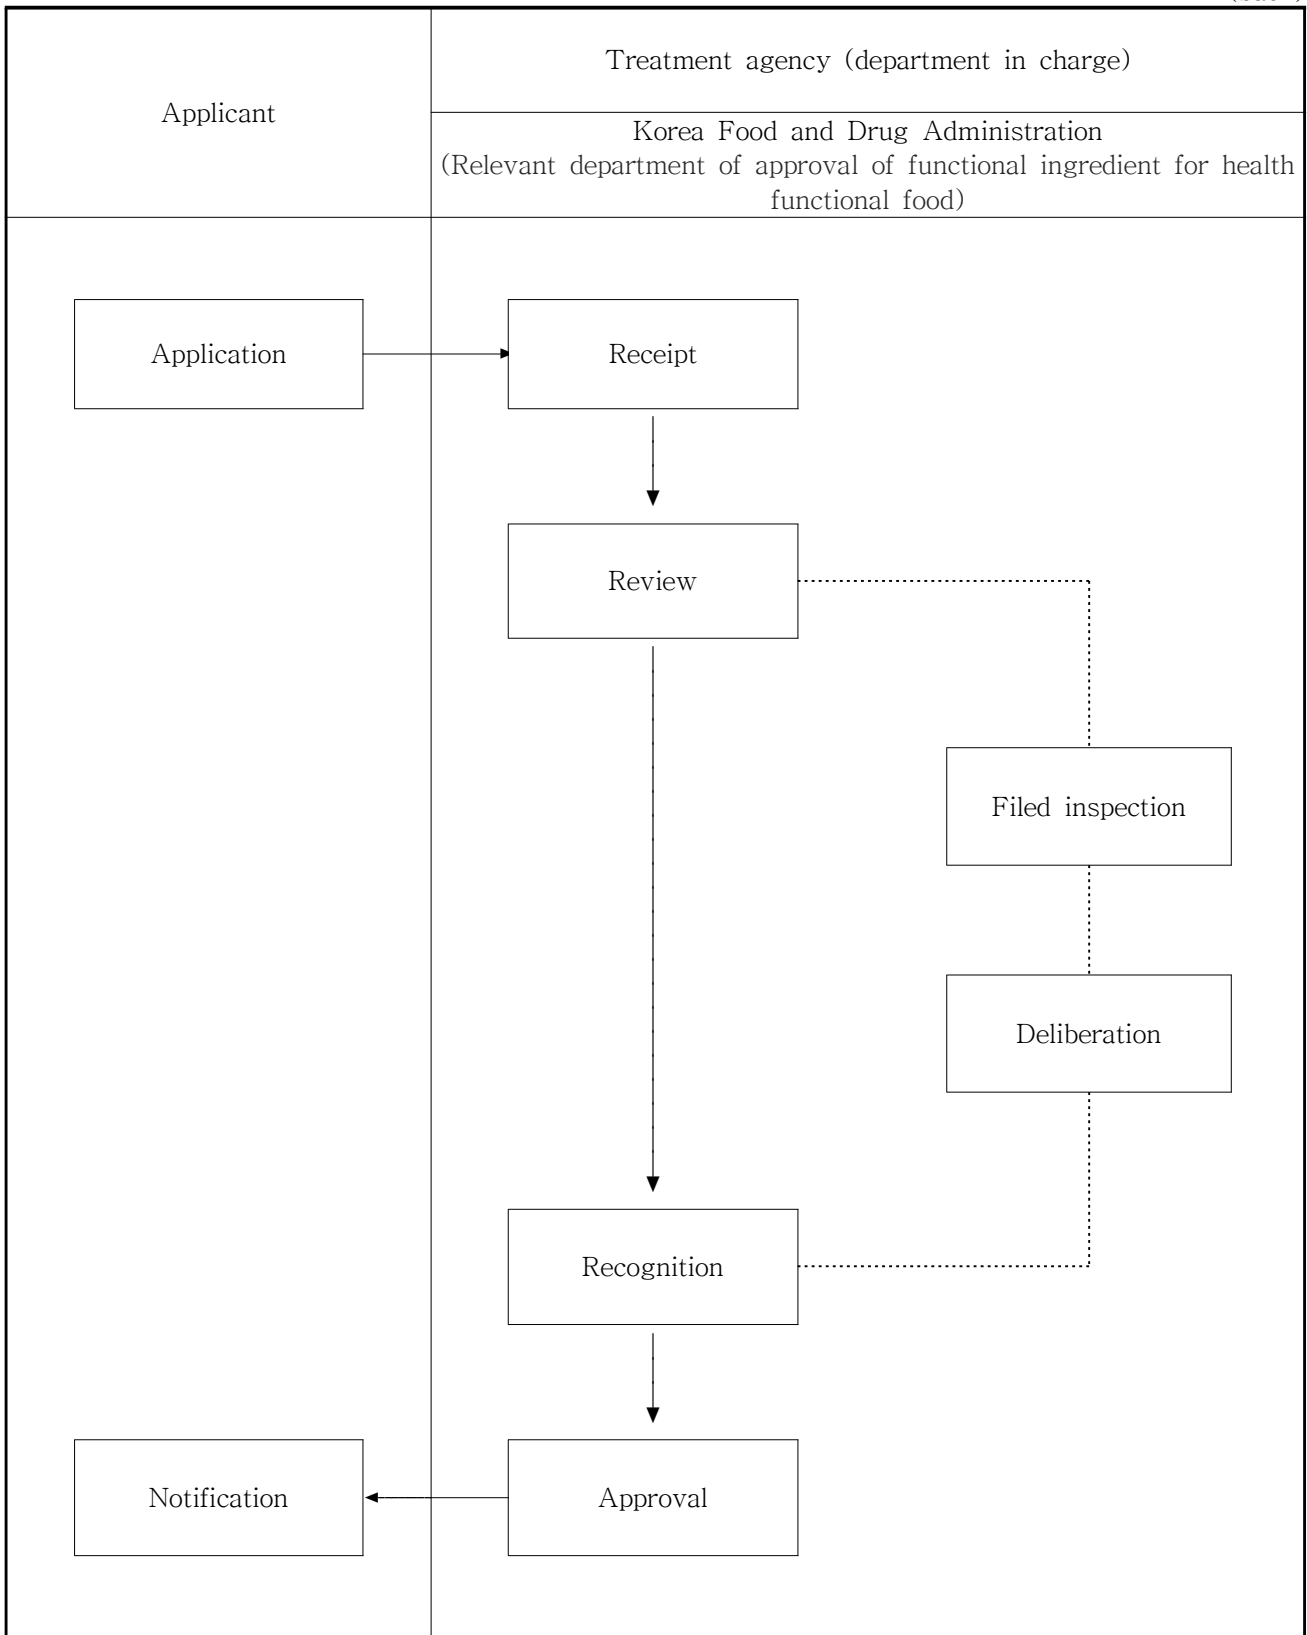 Applicant
Treatment agency (department in charge)
Korea Food and Drug Administration
(Relevant department of approval of functional ingredient for health
functional food)
Application
Receipt
Review
Filed inspection
Deliberation
Recognition
Notification
Approval